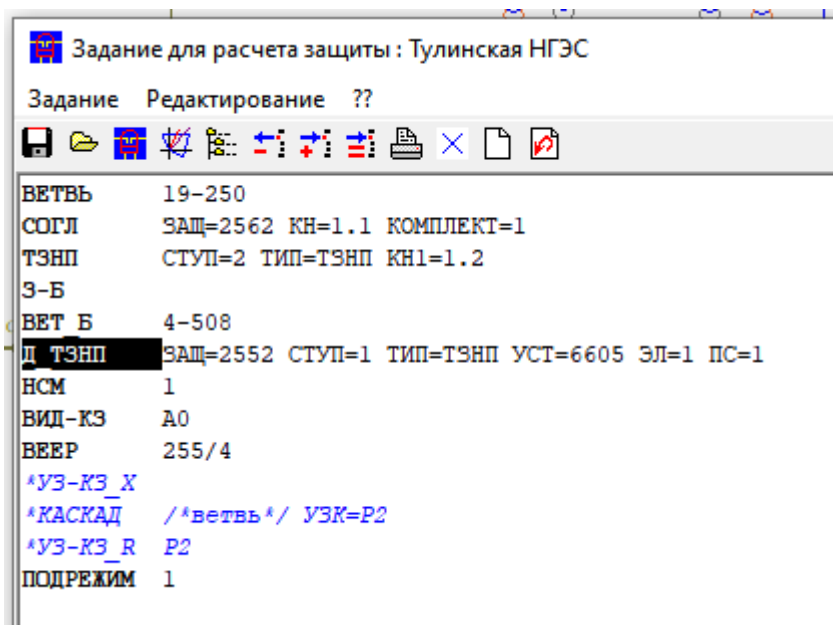 Задание для расчета защиты : Тулинская НГЭС
Задание Редактирование ??
ВЕТВЬ 19-250
СОГЛ ЗАЩ=2562 КН=1.1 КОМПЛЕКТ=1
ТЗНП СТУП=2 ТИП=ТЗНП КН1=1.2
З-Б
ВЕТ_Б 4-508
Д_ТЗНП ЗАЩ=2552 СТУП=1 ТИП=ТЗНП УСТ=6605 ЭЛ=1 ПС=1
НСМ 1
ВИД-КЗ А0
ВЕЕР 255/4
*УЗ-КЗ_X
*КАСКАД /*ветвь*/ УЗК=P2
*УЗ-КЗ_R P2
ПОДРЕЖИМ 1